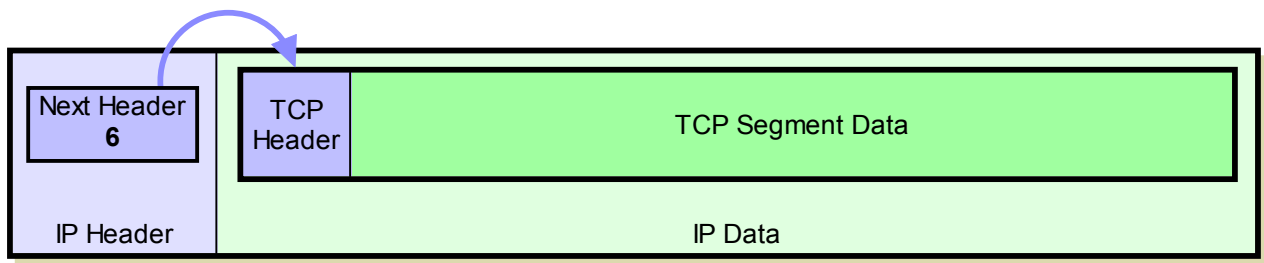 Next Header
6
TCP
Header
TCP Segment Data
IP Header
IP Data